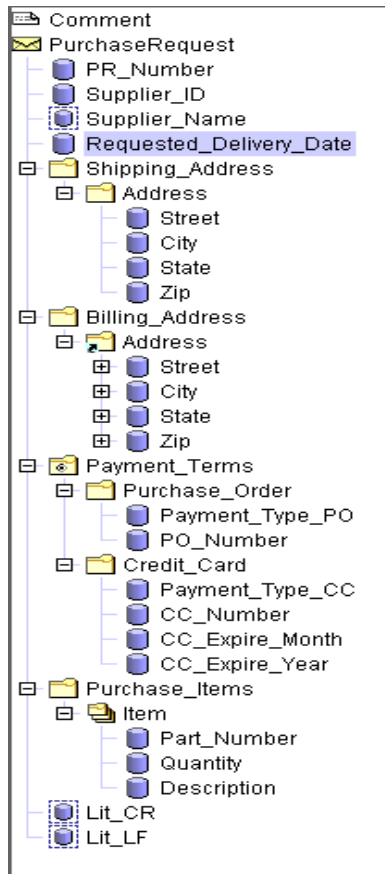 Comment
PurchaseRequest
PR_Number
Supplier_ID
Supplier_Name
Requested_Delivery_Date
Shipping_Address
Address
Street
City
State
Zip
Billing_Address
Address
Street
City
State
Zip
Payment_Terms
Purchase_Order
Payment_Type_PO
PO_Number
Credit_Card
Payment_Type_CC
CC_Number
CC_Expire_Month
CC_Expire_Year
Purchase_Items
Item
Part_Number
Quantity
Description
Lit_CR
Lit_LF